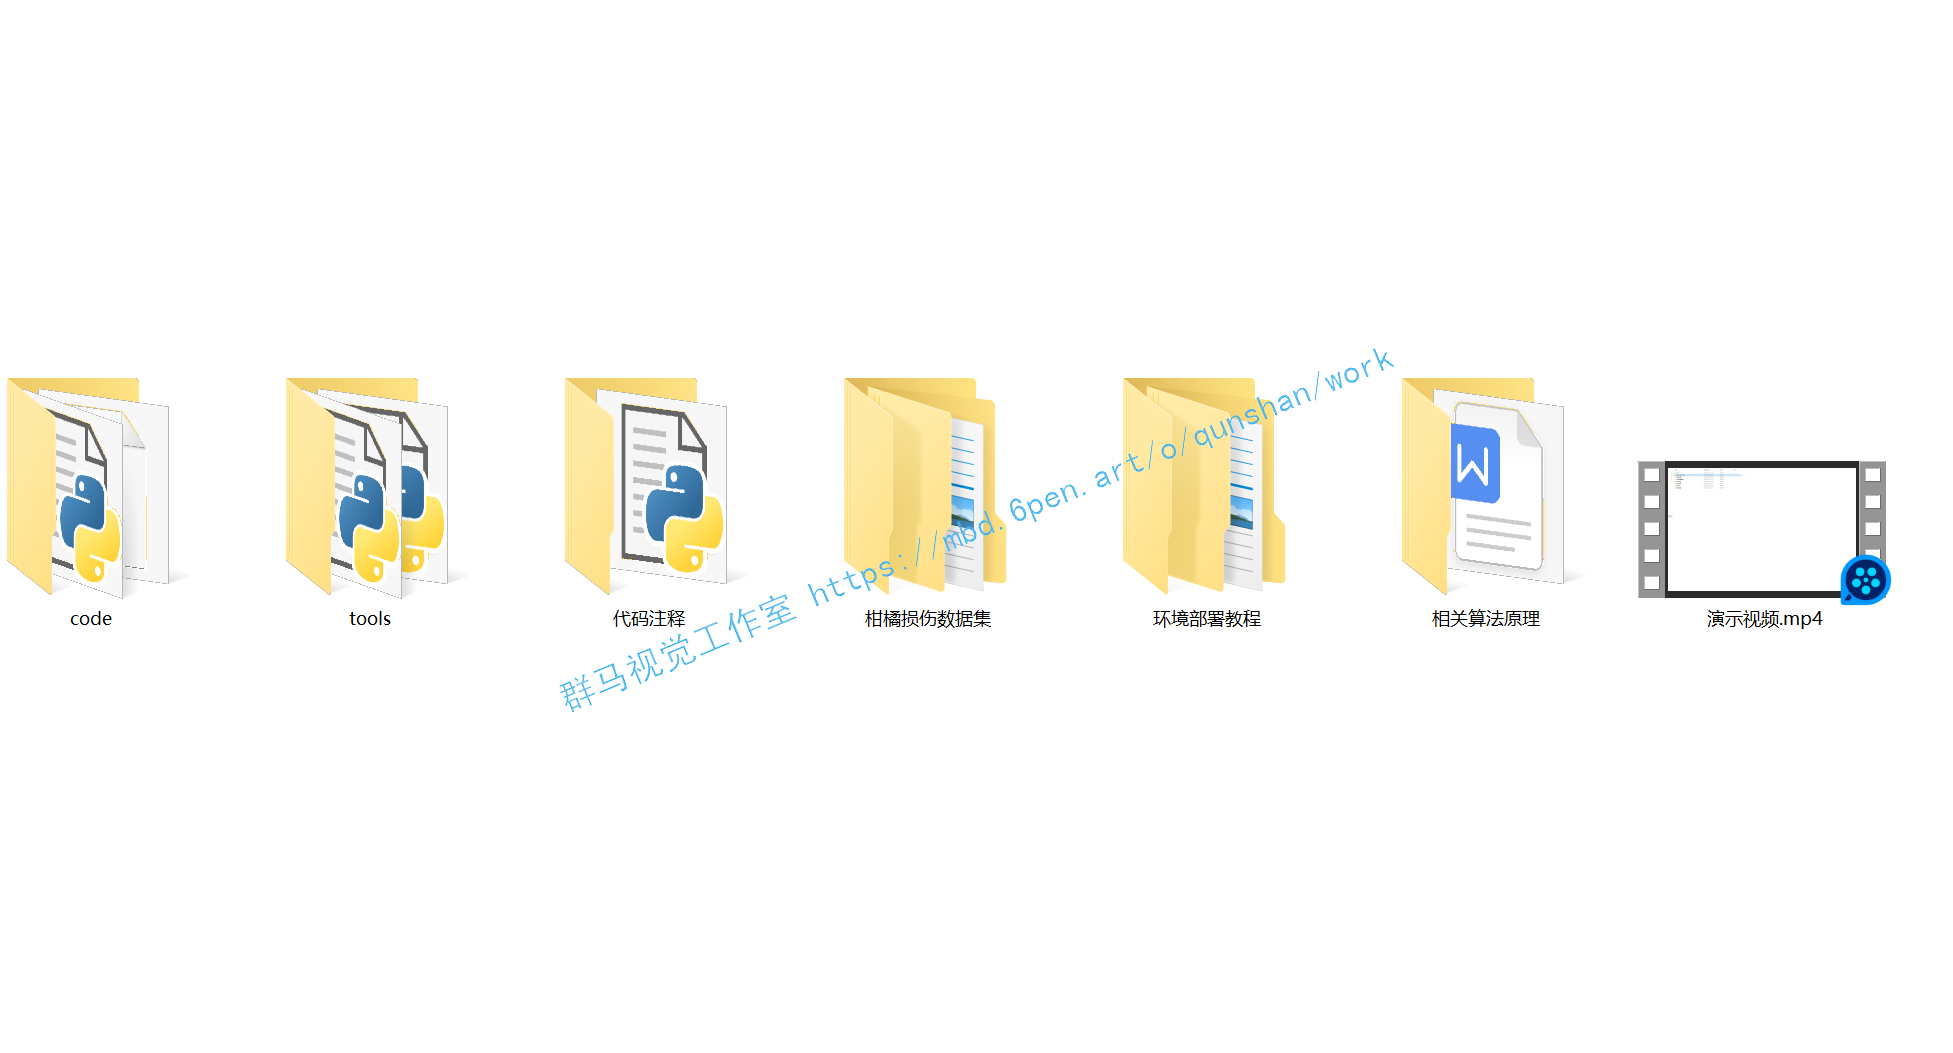 code
tools
代码注释
柑橘损伤数据集
环境部署教程
相关算法原理
演示视频.mp4
群马视觉工作室 https://mbd.6pen.art/o/qunshan/work